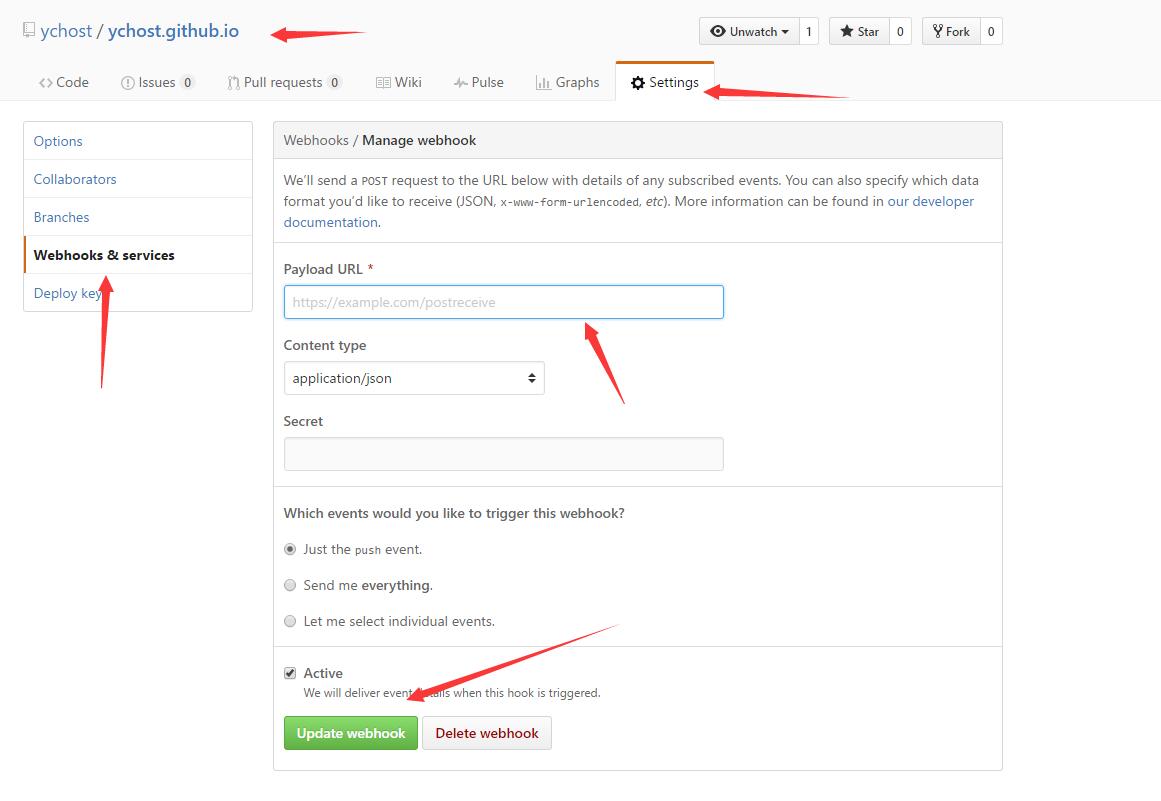 ychost / ychost.github.io
Unwatch 1 Star 0 Fork 0
Code Issues 0 Pull requests 0 Wiki Pulse Graphs Settings
Options
Collaborators
Branches
Webhooks & services
Deploy key
Webhooks / Manage webhook
We'll send a POST request to the URL below with details of any subscribed events. You can also specify which data
format you'd like to receive (JSON, x-www-form-urlencoded, etc). More information can be found in our developer
documentation.
Payload URL *
https://example.com/postreceive
Content type
application/json
Secret
Which events would you like to trigger this webhook?
Just the push event.
Send me everything.
Let me select individual events.
Active
We will deliver event details when this hook is triggered.
Update webhook Delete webhook